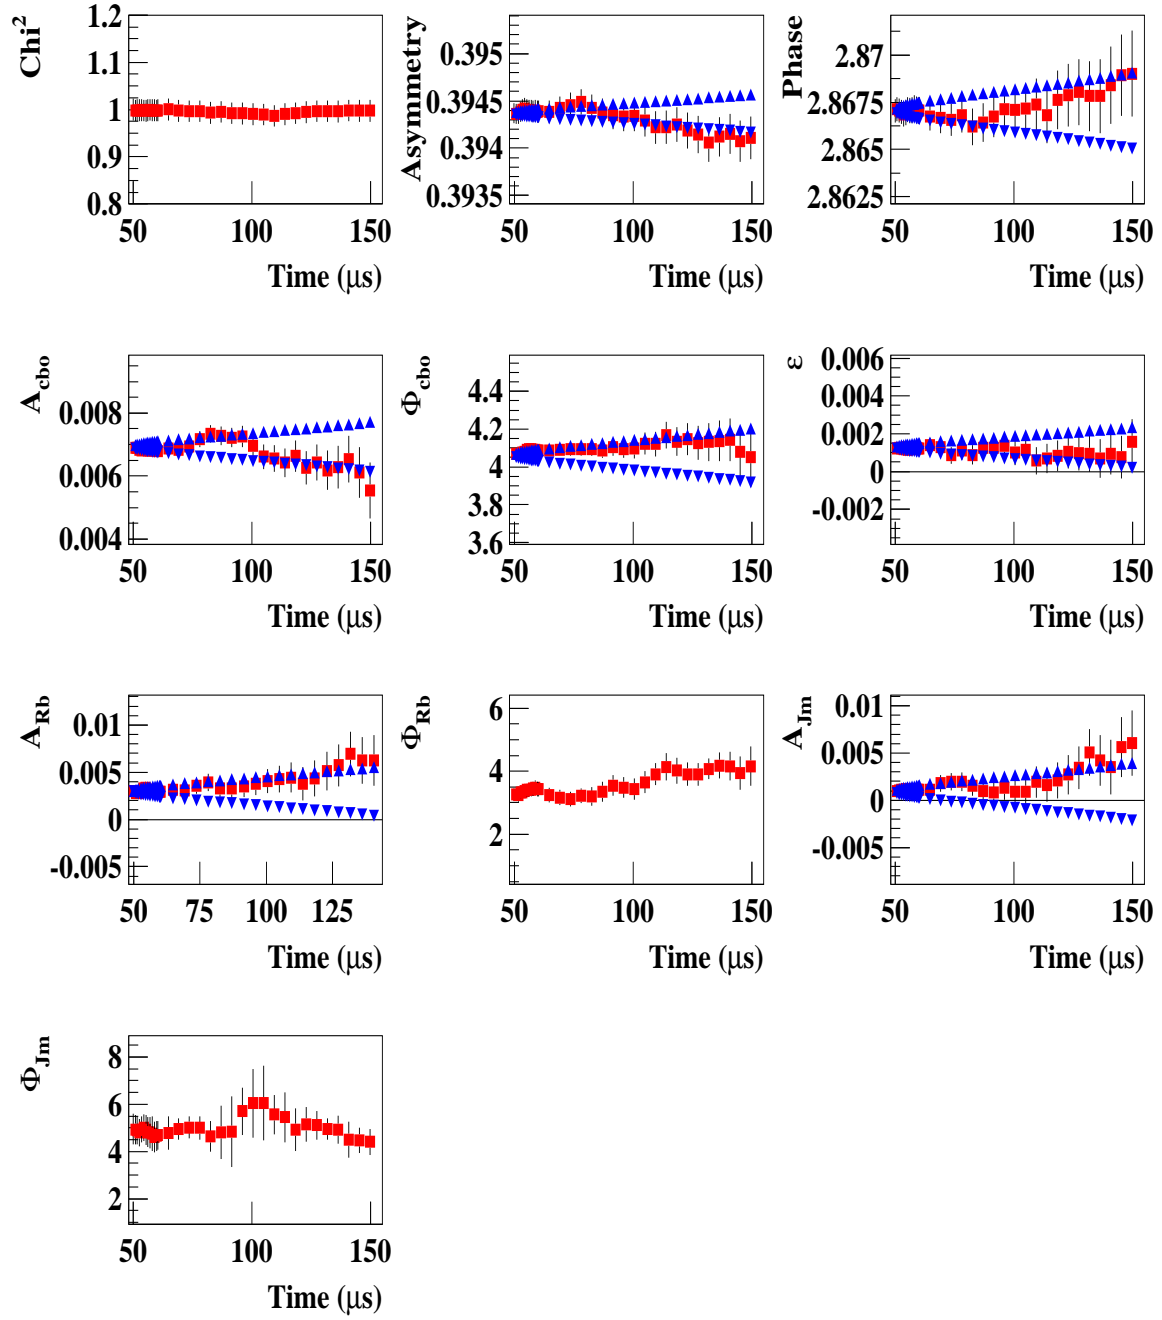 Chi²
1.2
1.1
1
0.9
0.8
50 100 150
Time (μs)
Asymmetry
0.395
0.3945
0.394
0.3935
50 100 150
Time (μs)
Phase
2.87
2.8675
2.865
2.8625
50 100 150
Time (μs)
A_cbo
0.008
0.006
0.004
50 100 150
Time (μs)
Φ_cbo
4.4
4.2
4
3.8
3.6
50 100 150
Time (μs)
ε
0.006
0.004
0.002
0
-0.002
50 100 150
Time (μs)
A_Rb
0.01
0.005
0
-0.005
50 75 100 125
Time (μs)
Φ_Rb
6
4
2
50 100 150
Time (μs)
A_Jm
0.01
0.005
0
-0.005
50 100 150
Time (μs)
Φ_Jm
8
6
4
2
50 100 150
Time (μs)